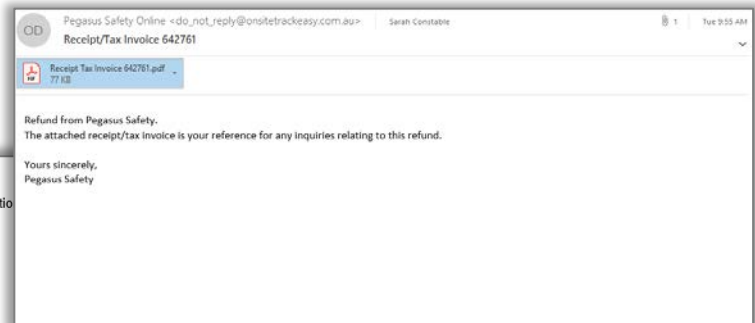 OD
Pegasus Safety Online <do_not_reply@onsitetrackeasy.com.au> Sarah Constable 1 Tue 9:55 AM
Receipt/Tax Invoice 642761
Receipt Tax Invoice 642761.pdf
77 KB
Refund from Pegasus Safety.
The attached receipt/tax invoice is your reference for any inquiries relating to this refund.
Yours sincerely,
Pegasus Safety